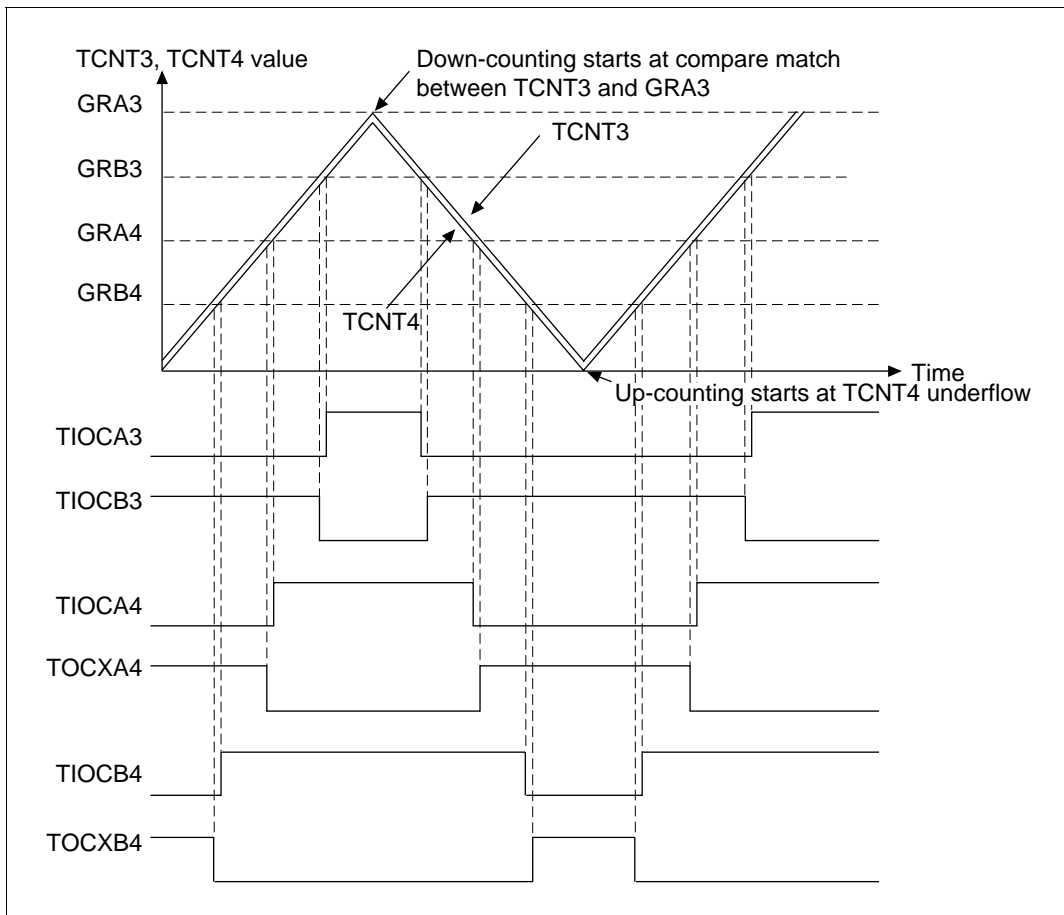 TCNT3, TCNT4 value
Down-counting starts at compare match
between TCNT3 and GRA3
GRA3
TCNT3
GRB3
GRA4
GRB4
TCNT4
Time
Up-counting starts at TCNT4 underflow
TIOCA3
TIOCB3
TIOCA4
TOCXA4
TIOCB4
TOCXB4